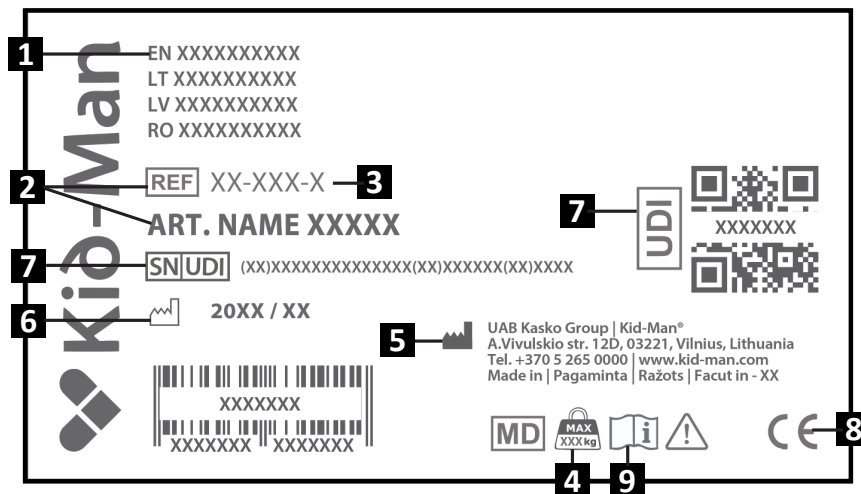 1
EN XXXXXXXXXX
LT XXXXXXXXXX
LV XXXXXXXXXX
RO XXXXXXXXXX
Kid-Man
2
REF XX-XXX-X 3
ART. NAME XXXXX
7
SN UDI (XX)XXXXXXXXXXXXXX(XX)XXXXXX(XX)XXXX
6
20XX / XX
7
UDI
XXXXXXX
5
UAB Kasko Group | Kid-Man®
A.Vivulskio str. 12D, 03221, Vilnius, Lithuania
Tel. +370 5 265 0000 | www.kid-man.com
Made in | Pagaminta | Ražots | Facut in - XX
XXXXXXX
XXXXXXX XXXXXXX
MD
MAX
XXX kg
i
!
CE
8
4
9